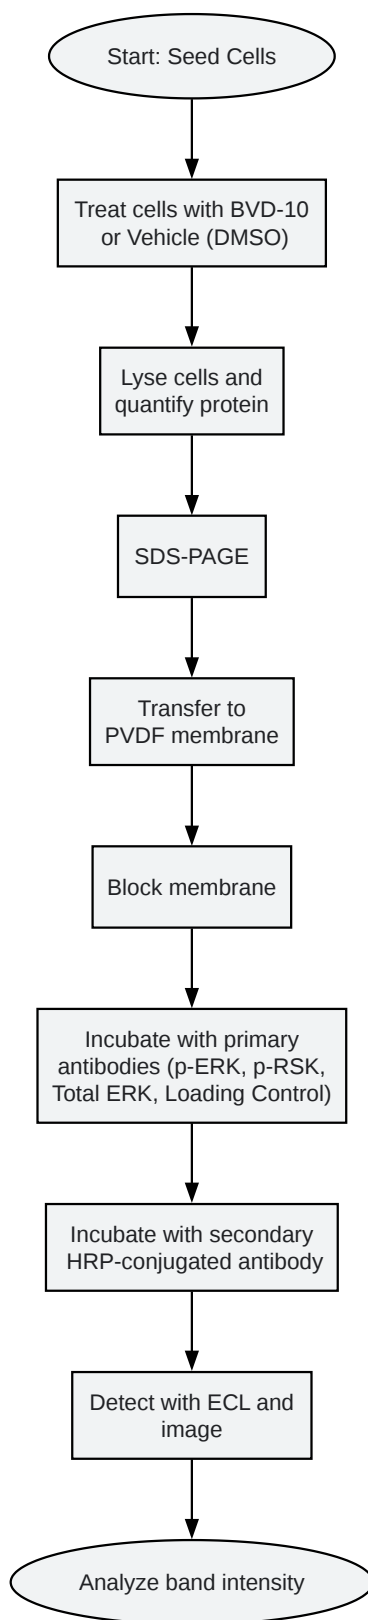 Start: Seed Cells
Treat cells with BVD-10
or Vehicle (DMSO)
Lyse cells and
quantify protein
SDS-PAGE
Transfer to
PVDF membrane
Block membrane
Incubate with primary
antibodies (p-ERK, p-RSK,
Total ERK, Loading Control)
Incubate with secondary
HRP-conjugated antibody
Detect with ECL and
image
Analyze band intensity